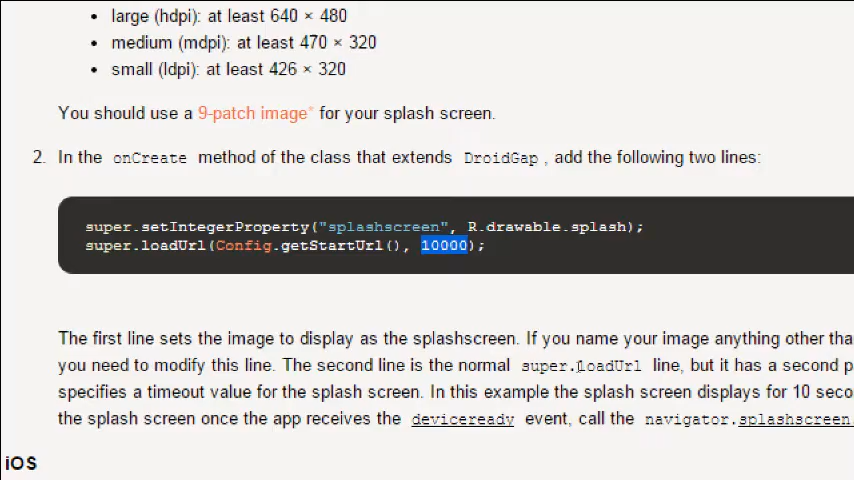 • large (hdpi): at least 640 × 480
• medium (mdpi): at least 470 × 320
• small (ldpi): at least 426 × 320
You should use a 9-patch image* for your splash screen.
2. In the onCreate method of the class that extends DroidGap, add the following two lines:
super.setIntegerProperty("splashscreen", R.drawable.splash);
super.loadUrl(Config.getStartUrl(), 10000);
The first line sets the image to display as the splashscreen. If you name your image anything other tha
you need to modify this line. The second line is the normal super.loadUrl line, but it has a second p
specifies a timeout value for the splash screen. In this example the splash screen displays for 10 seco
the splash screen once the app receives the deviceready event, call the navigator.splashscreen.
iOS